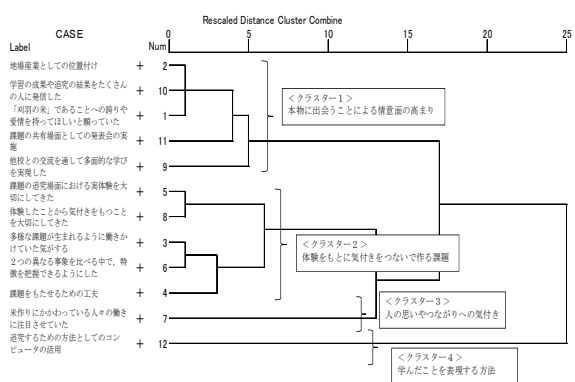 Rescaled Distance Cluster Combine
CASE
Label Num
0 5 10 15 20 25
地場産業としての位置付け + 2
学習の成果や追究の結果をたくさん
の人に発信した + 10
「刈羽の米」であることへの誇りや
愛情を持ってほしいと願っていた + 1
課題の共有場面としての発表会の実
施 + 11
他校との交流を通して多面的な学び
を実現した + 9
課題の追究場面における実体験を大
切にしてきた + 5
体験したことから気付きをもつこと
を大切にしてきた + 8
多様な課題が生まれるように働きか
けていた気がする + 3
2つの異なる事象を比べる中で，特
徴を把握できるようにした + 6
課題をもたせるための工夫 + 4
米作りにかかわっている人々の働き
に注目させていた + 7
追究するための方法としてのコン
ピュータの活用 + 12
＜クラスター１＞
本物に出会うことによる情意面の高まり
＜クラスター２＞
体験をもとに気付きをつないで作る課題
＜クラスター３＞
人の思いやつながりへの気付き
＜クラスター４＞
学んだことを表現する方法